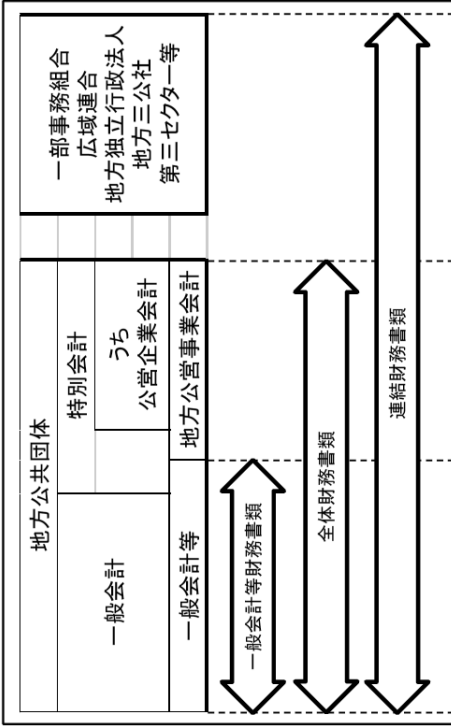 地方公共団体
一般会計
特別会計
うち
公営企業会計
一般会計等
地方公営事業会計
一部事務組合
広域連合
地方独立行政法人
地方三公社
第三セクター等
一般会計等財務書類
全体財務書類
連結財務書類